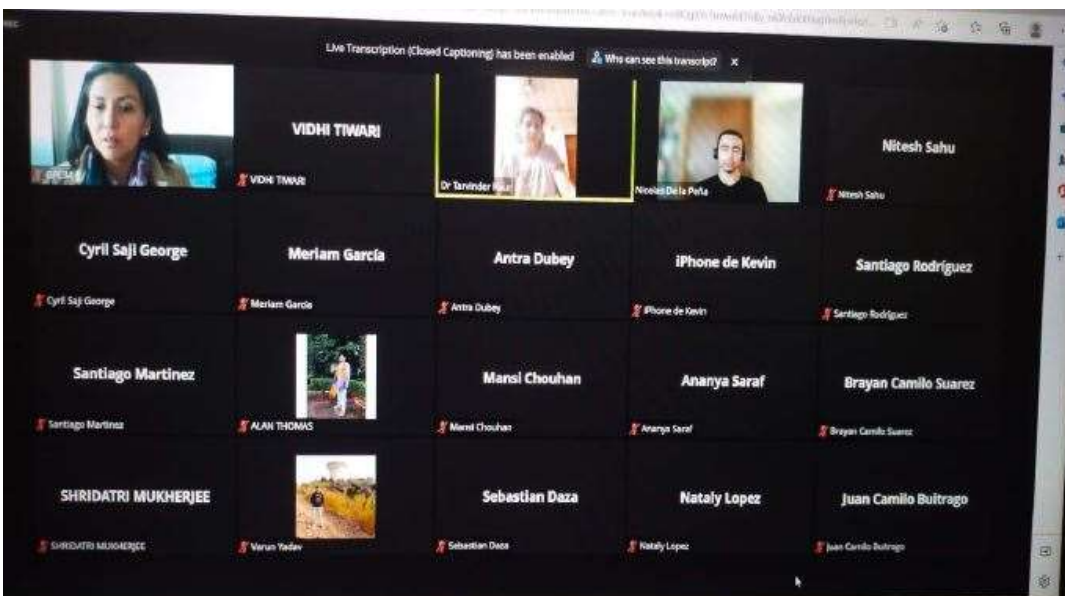 Live Transcription (Closed Captioning) has been enabled Who can see this transcript? X
VIDHI TIWARI
Nitesh Sahu
VIDHI TIWARI
Dr Tarvinder Kaur
Nicolas De la Peña
Nitesh Sahu
Cyril Saji George
Meriam García
Antra Dubey
iPhone de Kevin
Santiago Rodríguez
Cyril Saji George
Meriam García
Antra Dubey
iPhone de Kevin
Santiago Rodríguez
Santiago Martinez
Mansi Chouhan
Ananya Saraf
Brayan Camilo Suarez
Santiago Martinez
ALAN THOMAS
Mansi Chouhan
Ananya Saraf
Brayan Camilo Suarez
SHRIDATRI MUKHERJEE
Sebastian Daza
Nataly Lopez
Juan Camilo Buitrago
SHRIDATRI MUKHERJEE
Varun Yadav
Sebastian Daza
Nataly Lopez
Juan Camilo Buitrago